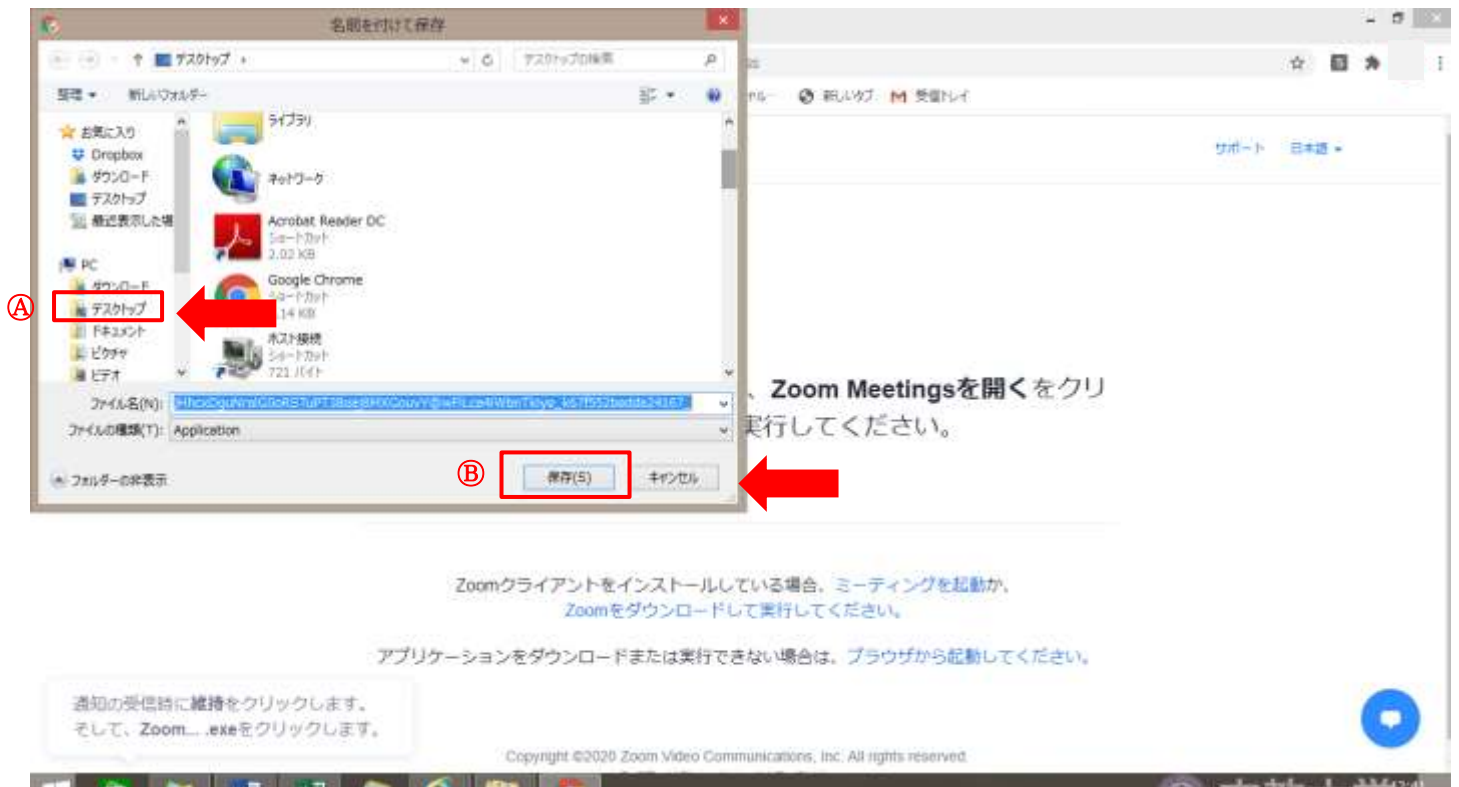 名前を付けて保存
デスクトップ
デスクトップの検索
整理 新しいフォルダー
新しいタブ 受信トレイ
お気に入り
Dropbox
ダウンロード
デスクトップ
最近表示した場
PC
ダウンロード
Ⓐ デスクトップ
ドキュメント
ピクチャ
ビデオ
ライブラリ
ネットワーク
Acrobat Reader DC
ショートカット
2.02 KB
Google Chrome
ショートカット
.14 KB
ホスト接続
ショートカット
721 バイト
ファイル名(N):
ファイルの種類(T): Application
フォルダーの非表示
Ⓑ 保存(S) キャンセル
サポート 日本語
、Zoom Meetingsを開くをクリ
実行してください。
Zoomクライアントをインストールしている場合、ミーティングを起動か、
Zoomをダウンロードして実行してください。
アプリケーションをダウンロードまたは実行できない場合は、ブラウザから起動してください。
通知の受信時に維持をクリックします。
そして、Zoom... .exeをクリックします。
Copyright ©2020 Zoom Video Communications, Inc. All rights reserved.